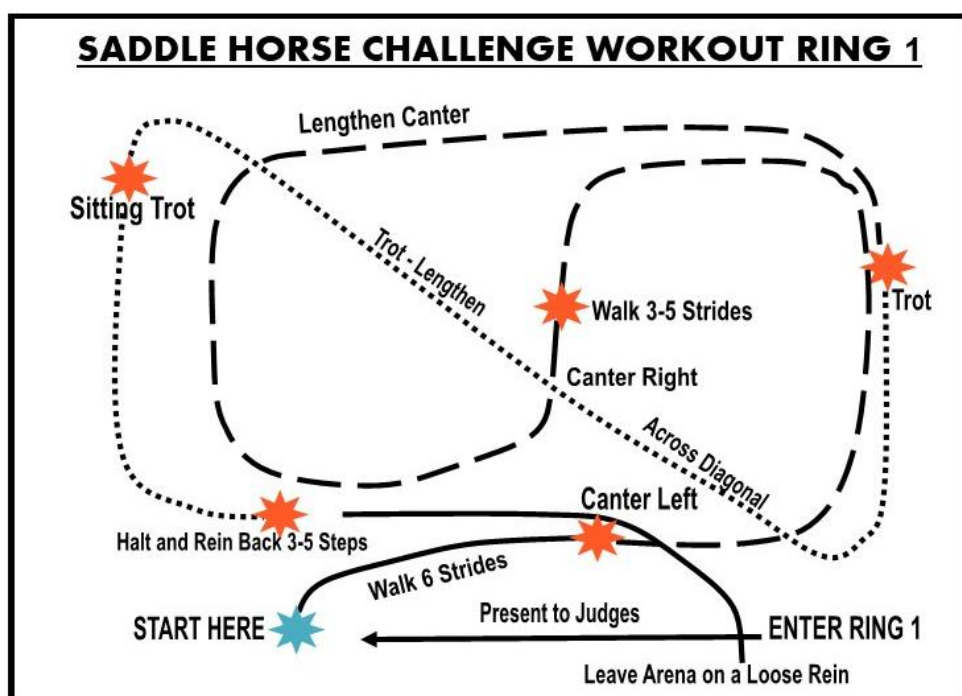 SADDLE HORSE CHALLENGE WORKOUT RING 1
Lengthen Canter
Sitting Trot
Trot - Lengthen
Walk 3-5 Strides
Trot
Canter Right
Across Diagonal
Canter Left
Halt and Rein Back 3-5 Steps
Walk 6 Strides
START HERE
Present to Judges
ENTER RING 1
Leave Arena on a Loose Rein